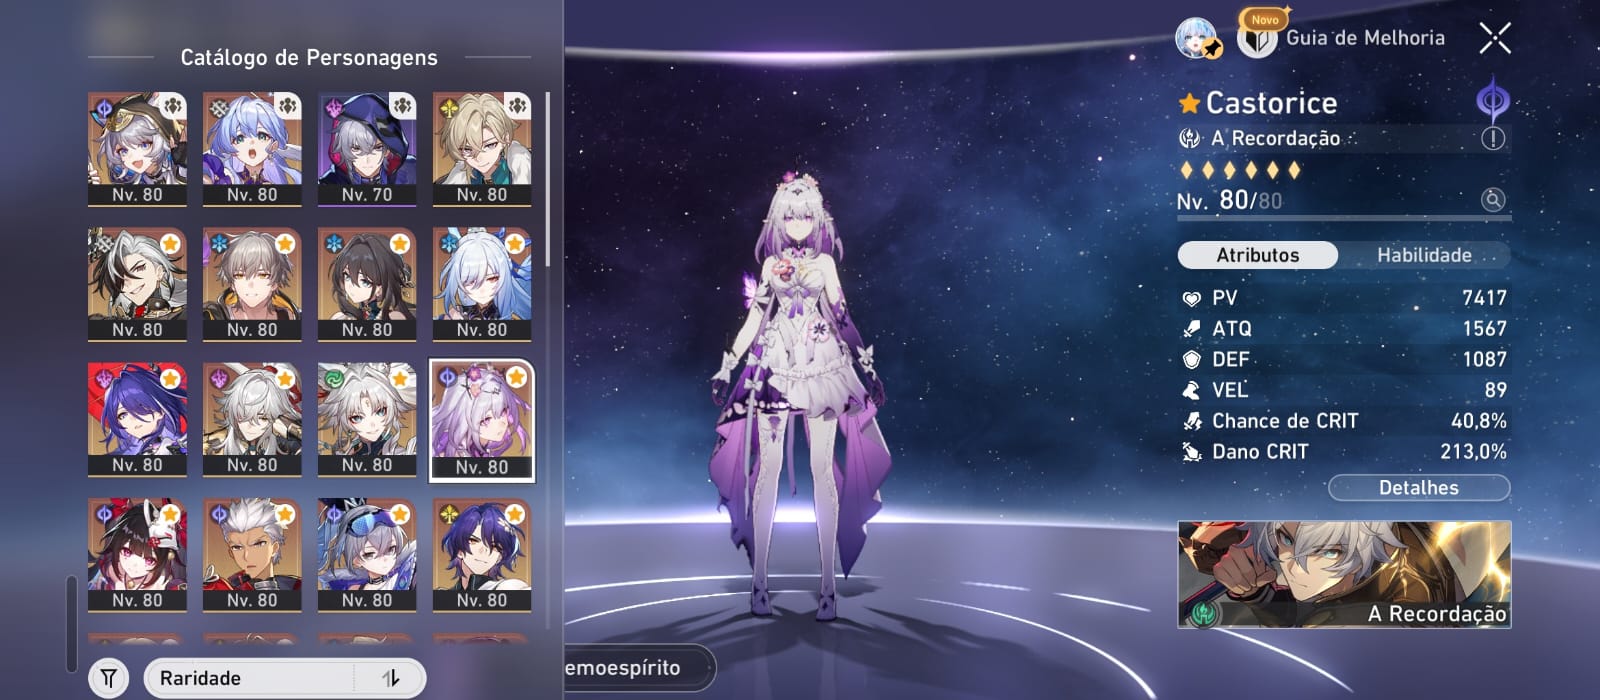 Catálogo de Personagens
Nv. 80
Nv. 80
Nv. 70
Nv. 80
Nv. 80
Nv. 80
Nv. 80
Nv. 80
Nv. 80
Nv. 80
Nv. 80
Nv. 80
Nv. 80
Nv. 80
Nv. 80
Nv. 80
Raridade
emoespírito
Novo
Guia de Melhoria
Castorice
A Recordação
Nv. 80/80
Atributos Habilidade
PV 7417
ATQ 1567
DEF 1087
VEL 89
Chance de CRIT 40,8%
Dano CRIT 213,0%
Detalhes
A Recordação